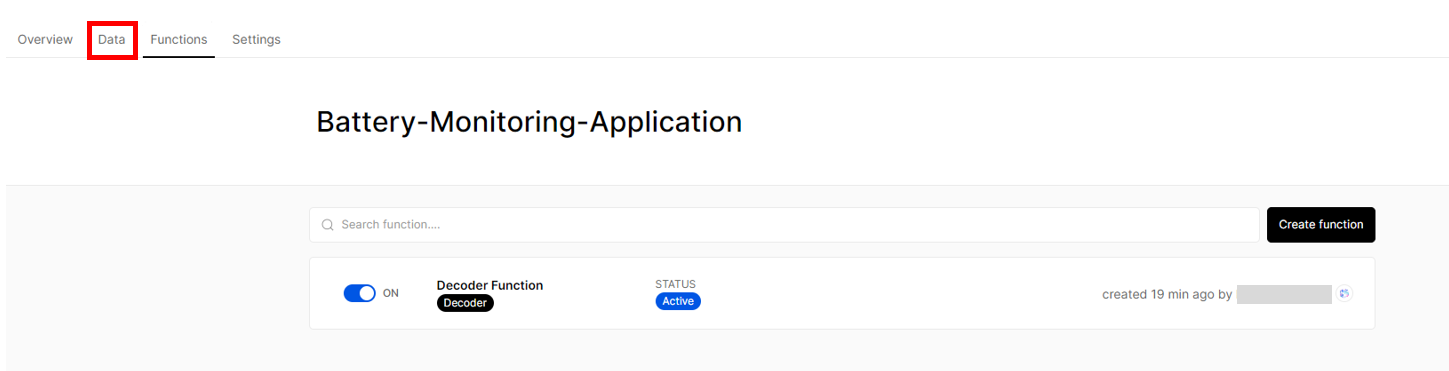 Overview Data Functions Settings
Battery-Monitoring-Application
Search function....
Create function
ON
Decoder Function
Decoder
STATUS
Active
created 19 min ago by